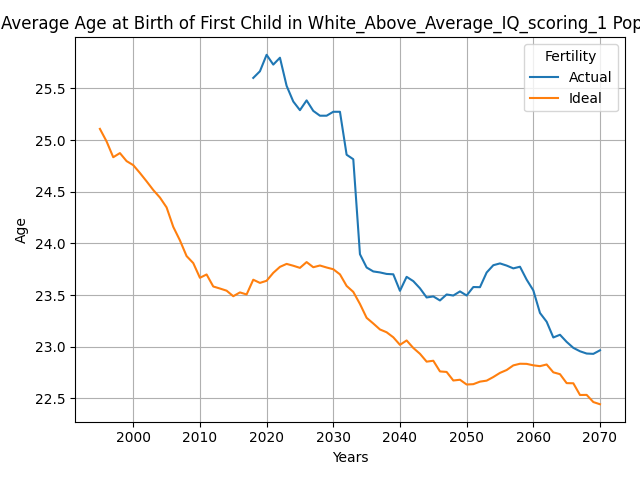 Average Age at Birth of First Child in White_Above_Average_IQ_scoring_1 Pop
Fertility
Actual
Ideal
25.5
25.0
24.5
24.0
23.5
23.0
22.5
Age
2000 2010 2020 2030 2040 2050 2060 2070
Years